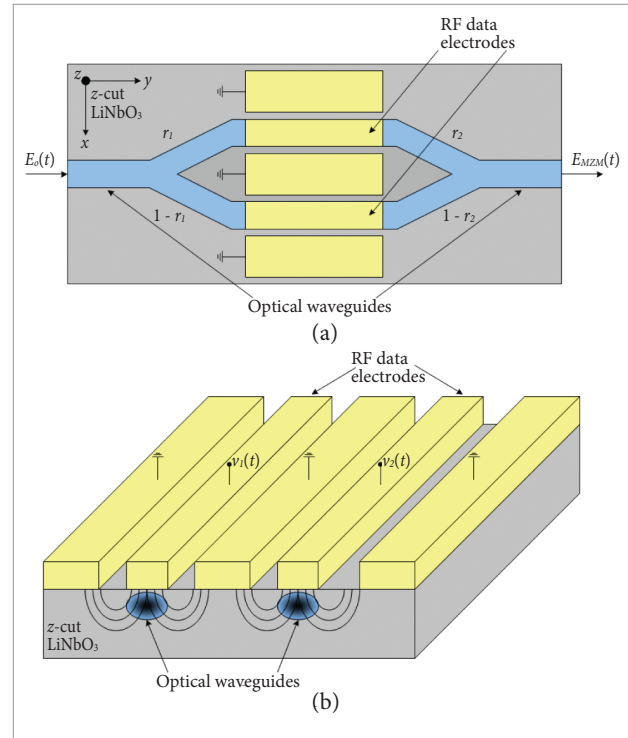 RF data
electrodes
z
y
z-cut
LiNbO₃
x
r₁
r₂
Eₒ(t)
E_MZM(t)
1 - r₁
1 - r₂
Optical waveguides
(a)
RF data
electrodes
v₁(t)
v₂(t)
z-cut
LiNbO₃
Optical waveguides
(b)